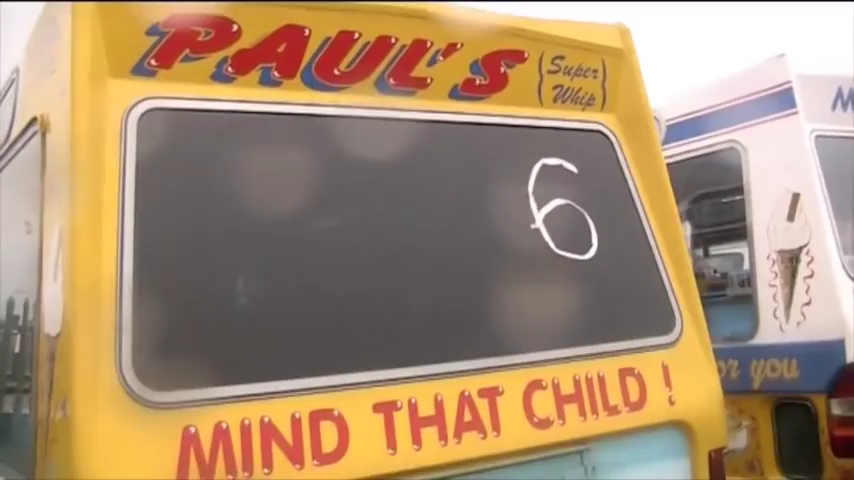 PAUL'S
{Super Whip}
6
MIND THAT CHILD!
or you